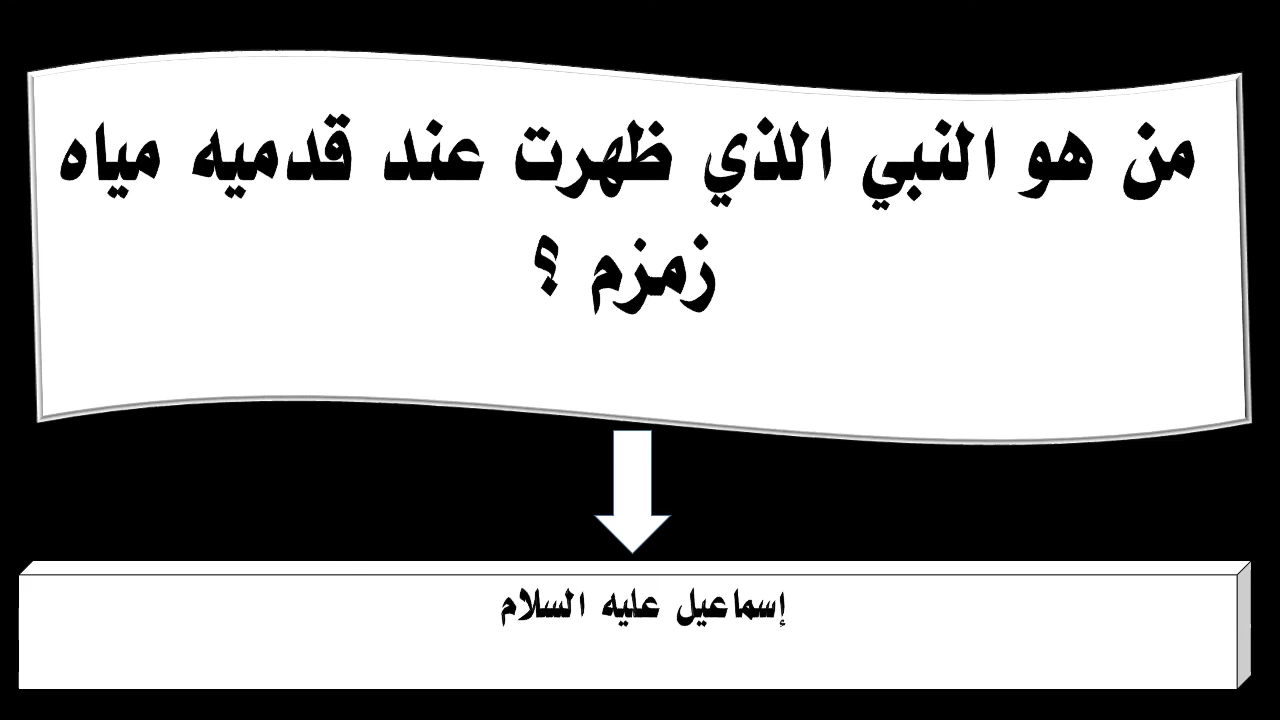 من هو النبي الذي ظهرت عند قدميه مياه
زمزم ؟
إسماعيل عليه السلام